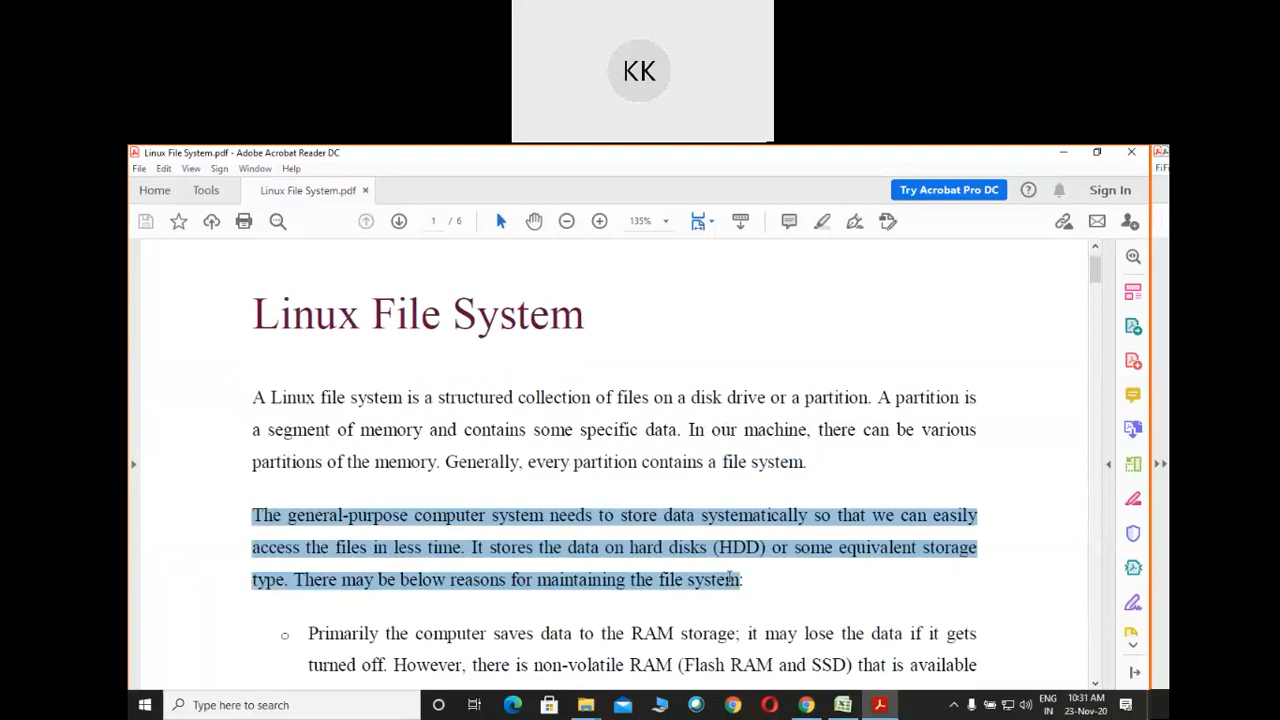 KK
Linux File System.pdf - Adobe Acrobat Reader DC
File Edit View Sign Window Help
Home Tools Linux File System.pdf × Try Acrobat Pro DC Sign In
1 / 6 135%
Linux File System
A Linux file system is a structured collection of files on a disk drive or a partition. A partition is
a segment of memory and contains some specific data. In our machine, there can be various
partitions of the memory. Generally, every partition contains a file system.
The general-purpose computer system needs to store data systematically so that we can easily
access the files in less time. It stores the data on hard disks (HDD) or some equivalent storage
type. There may be below reasons for maintaining the file system:
o Primarily the computer saves data to the RAM storage; it may lose the data if it gets
turned off. However, there is non-volatile RAM (Flash RAM and SSD) that is available
Type here to search
ENG 10:31 AM
IN 23-Nov-20